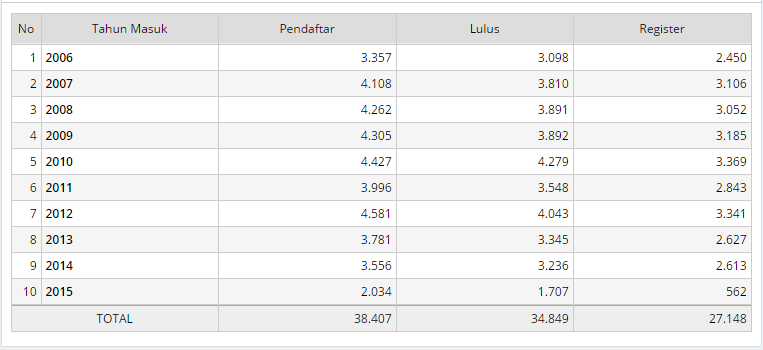 No Tahun Masuk Pendaftar Lulus Register
1 2006 3.357 3.098 2.450
2 2007 4.108 3.810 3.106
3 2008 4.262 3.891 3.052
4 2009 4.305 3.892 3.185
5 2010 4.427 4.279 3.369
6 2011 3.996 3.548 2.843
7 2012 4.581 4.043 3.341
8 2013 3.781 3.345 2.627
9 2014 3.556 3.236 2.613
10 2015 2.034 1.707 562
TOTAL 38.407 34.849 27.148